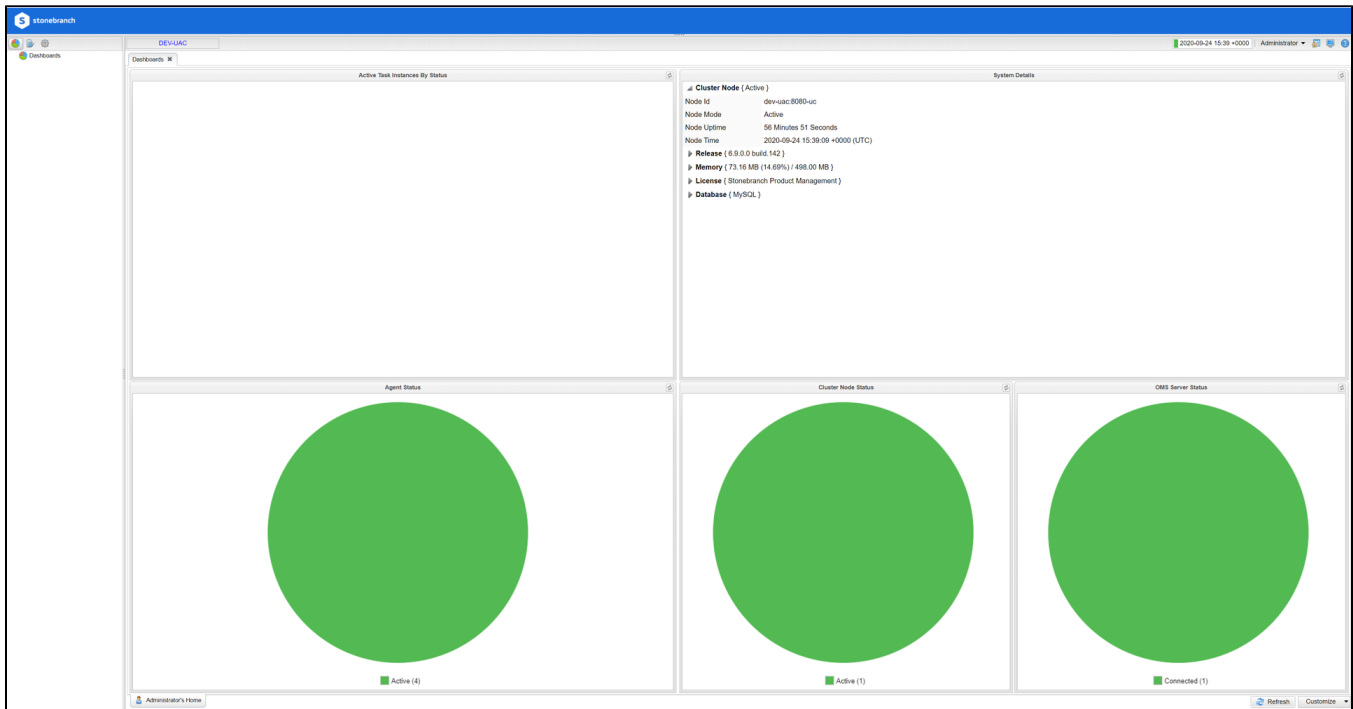 stonebranch
DEV-UAC
2020-09-24 15:39 +0000 Administrator
Dashboards
Dashboards
Active Task Instances By Status
System Details
Cluster Node { Active }
Node Id dev-uac:8080-uc
Node Mode Active
Node Uptime 56 Minutes 51 Seconds
Node Time 2020-09-24 15:39:09 +0000 (UTC)
Release { 6.9.0.0 build.142 }
Memory { 73.16 MB (14.69%) / 498.00 MB }
License { Stonebranch Product Management }
Database { MySQL }
Agent Status
Cluster Node Status
OMS Server Status
Active (4)
Active (1)
Connected (1)
Administrator's Home
Refresh Customize